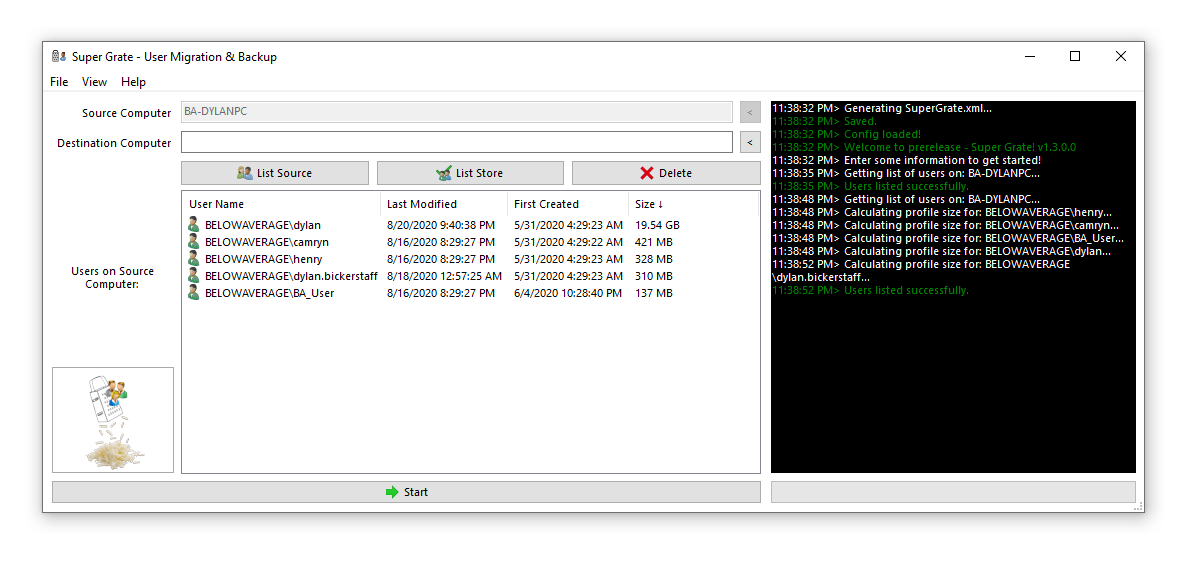 Super Grate - User Migration & Backup
File View Help
Source Computer BA-DYLANPC <
Destination Computer <
List Source List Store Delete
User Name Last Modified First Created Size ↓
BELOWAVERAGE\dylan 8/20/2020 9:40:38 PM 5/31/2020 4:29:23 AM 19.54 GB
BELOWAVERAGE\camryn 8/16/2020 8:29:27 PM 5/31/2020 4:29:22 AM 421 MB
BELOWAVERAGE\henry 8/16/2020 8:29:27 PM 5/31/2020 4:29:23 AM 328 MB
BELOWAVERAGE\dylan.bickerstaff 8/18/2020 12:57:25 AM 5/31/2020 4:29:23 AM 310 MB
BELOWAVERAGE\BA_User 8/16/2020 8:29:27 PM 6/4/2020 10:28:40 PM 137 MB
Users on Source
Computer:
Start
11:38:32 PM> Generating SuperGrate.xml...
11:38:32 PM> Saved.
11:38:32 PM> Config loaded!
11:38:32 PM> Welcome to prerelease - Super Grate! v1.3.0.0
11:38:32 PM> Enter some information to get started!
11:38:35 PM> Getting list of users on: BA-DYLANPC...
11:38:35 PM> Users listed successfully.
11:38:48 PM> Getting list of users on: BA-DYLANPC...
11:38:48 PM> Calculating profile size for: BELOWAVERAGE\henry...
11:38:48 PM> Calculating profile size for: BELOWAVERAGE\camryn...
11:38:48 PM> Calculating profile size for: BELOWAVERAGE\BA_User...
11:38:48 PM> Calculating profile size for: BELOWAVERAGE\dylan...
11:38:52 PM> Calculating profile size for: BELOWAVERAGE
\dylan.bickerstaff...
11:38:52 PM> Users listed successfully.